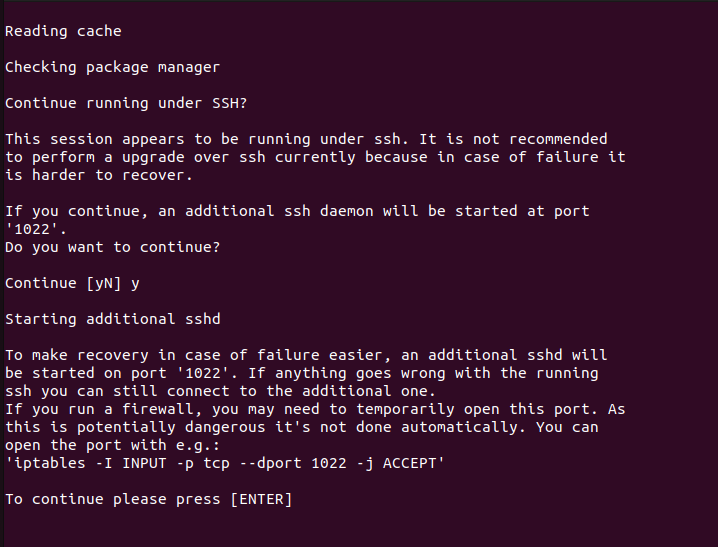 Reading cache
Checking package manager
Continue running under SSH?
This session appears to be running under ssh. It is not recommended
to perform a upgrade over ssh currently because in case of failure it
is harder to recover.
If you continue, an additional ssh daemon will be started at port
'1022'.
Do you want to continue?
Continue [yN] y
Starting additional sshd
To make recovery in case of failure easier, an additional sshd will
be started on port '1022'. If anything goes wrong with the running
ssh you can still connect to the additional one.
If you run a firewall, you may need to temporarily open this port. As
this is potentially dangerous it's not done automatically. You can
open the port with e.g.:
'iptables -I INPUT -p tcp --dport 1022 -j ACCEPT'
To continue please press [ENTER]